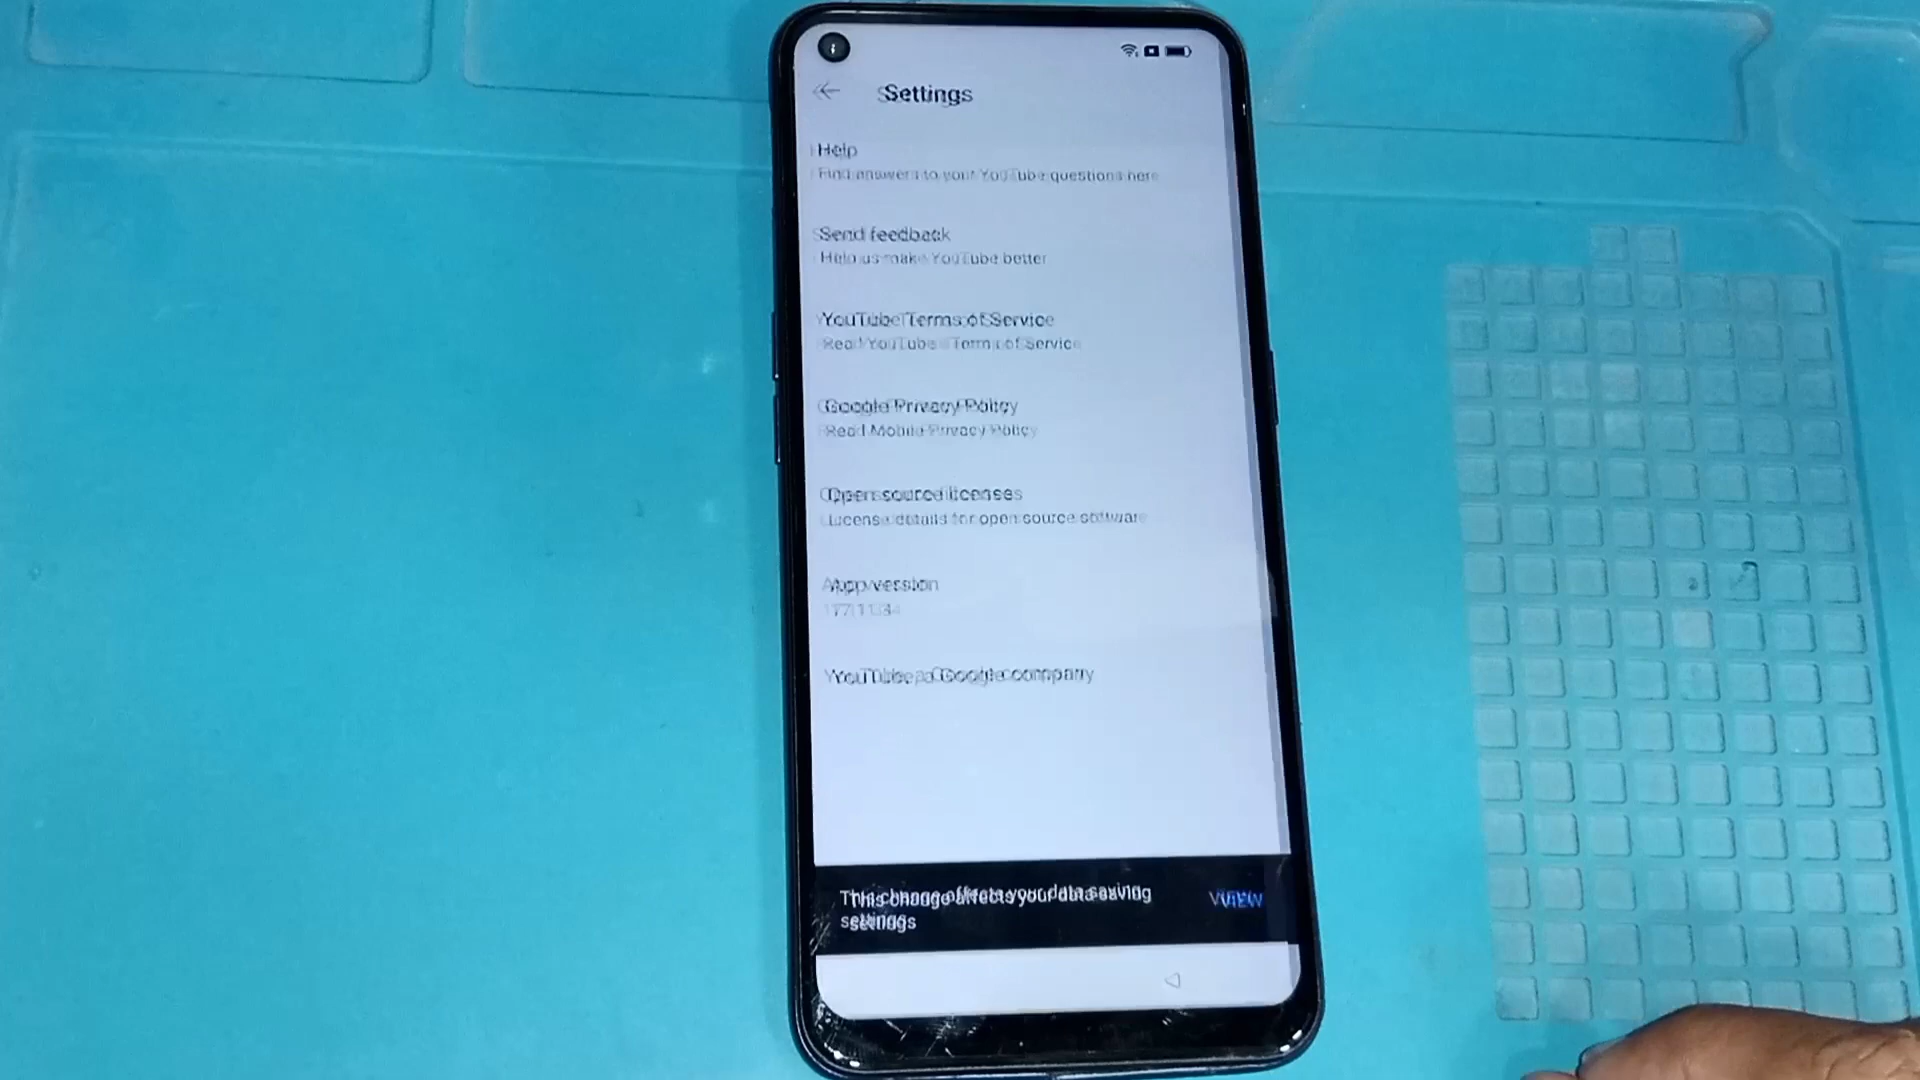 Settings
Help
Find answers to your YouTube questions here
Send feedback
Help us make YouTube better
YouTube Terms of Service
Read YouTube's Terms of Service
Google Privacy Policy
Read Mobile Privacy Policy
Open source licenses
License details for open source software
App version
YouTube, a Google company
This change affects your data saving
settings
VIEW